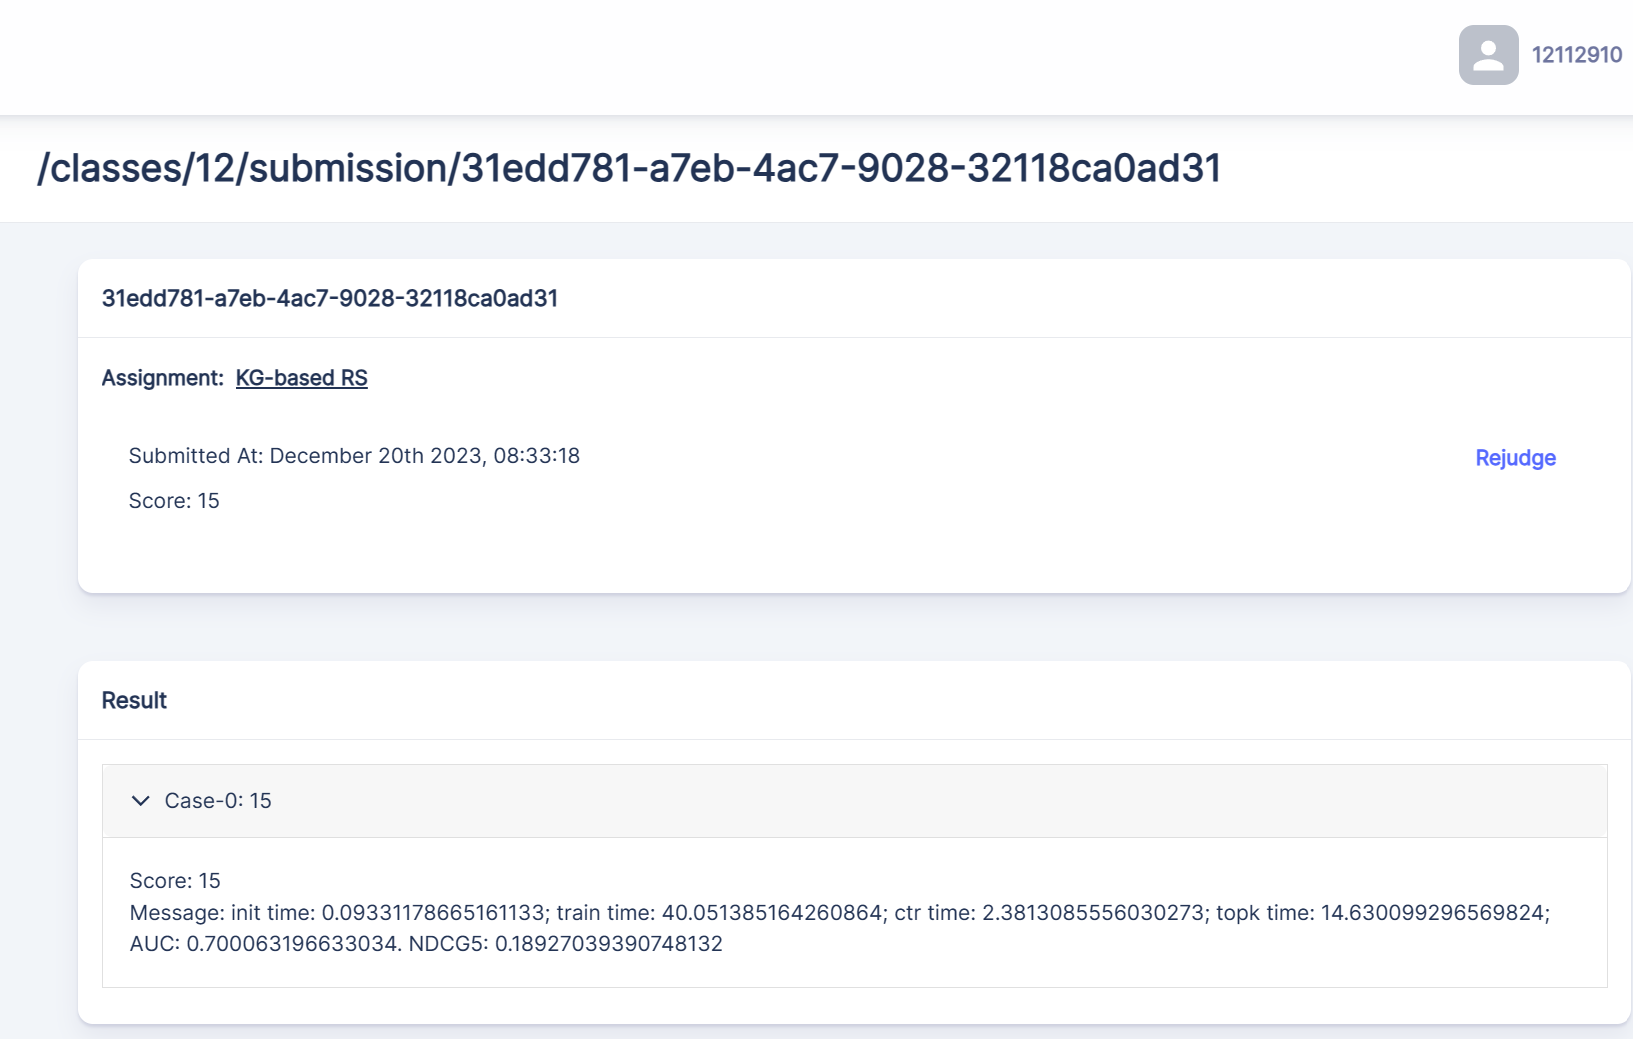 12112910
/classes/12/submission/31edd781-a7eb-4ac7-9028-32118ca0ad31
31edd781-a7eb-4ac7-9028-32118ca0ad31
Assignment: KG-based RS
Submitted At: December 20th 2023, 08:33:18
Rejudge
Score: 15
Result
Case-0: 15
Score: 15
Message: init time: 0.09331178665161133; train time: 40.051385164260864; ctr time: 2.3813085556030273; topk time: 14.630099296569824;
AUC: 0.700063196633034. NDCG5: 0.18927039390748132